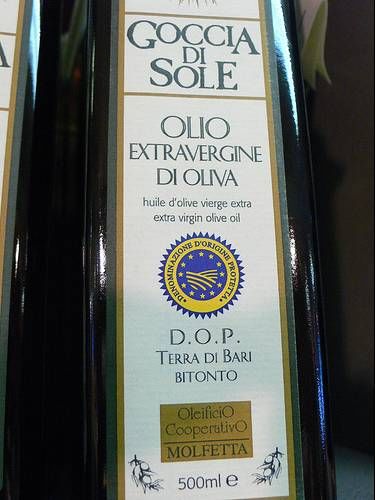 GOCCIA
DI
SOLE
OLIO
EXTRAVERGINE
DI OLIVA
huile d'olive vierge extra
extra virgin olive oil
DENOMINAZIONE D'ORIGINE PROTETTA
D.O.P.
TERRA DI BARI
BITONTO
OleificiO
CooperativO
MOLFETTA
500ml e